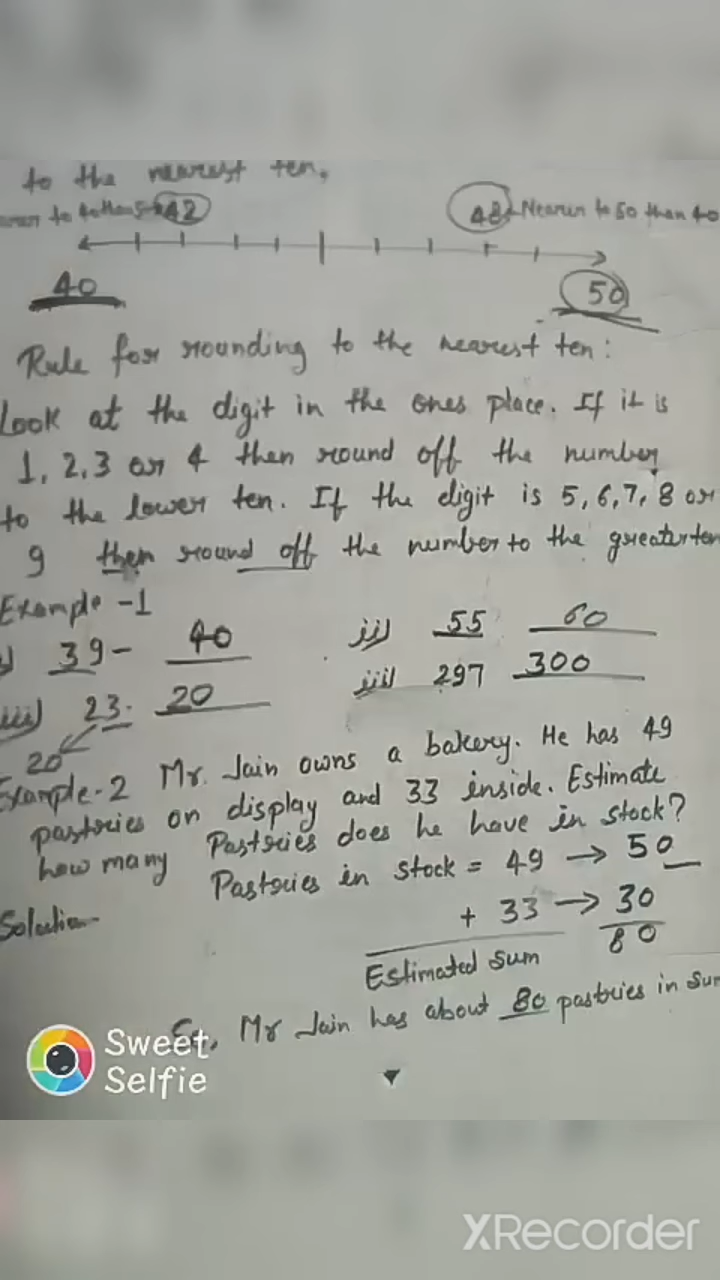 to the nearest ten.
42 48 Nearer to 50 than 40
40 50
Rule for rounding to the nearest ten:
Look at the digit in the ones place. If it is
1, 2, 3 or 4 then round off the number
to the lower ten. If the digit is 5, 6, 7, 8 or
9 then round off the number to the greater ten
Example -1
39- 40 ii) 55 60
iii) 23. 20 iiii) 297 300
20
Example-2 Mr. Jain owns a bakery. He has 49
pastries on display and 33 inside. Estimate
how many Pastries does he have in stock?
Solution Pastries in stock = 49 → 50
+ 33 → 30
Estimated Sum 80
So, Mr Jain has about 80 pastries in
Sweet
Selfie
XRecorder